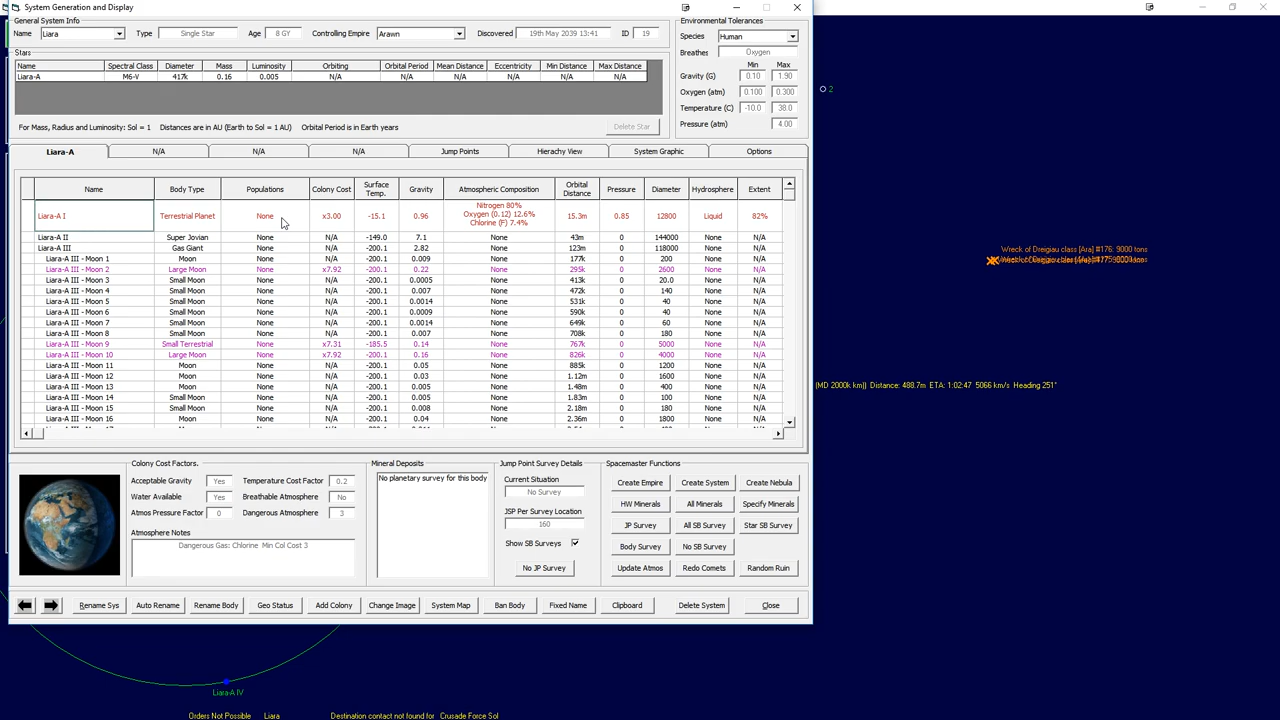 System Generation and Display
General System Info
Name Liara Type Single Star Age 8 GY Controlling Empire Arawn Discovered 19th May 2039 13:41 ID 19
Environmental Tolerances
Species Human
Breathes Oxygen
Min Max
Gravity (G) 0.10 1.90
Oxygen (atm) 0.100 0.300
Temperature (C) -10.0 38.0
Pressure (atm) 4.00
Stars
Name Spectral Class Diameter Mass Luminosity Orbiting Orbital Period Mean Distance Eccentricity Min Distance Max Distance
Liara-A M6-V 417k 0.16 0.005 N/A N/A N/A N/A N/A N/A
For Mass, Radius and Luminosity: Sol = 1 Distances are in AU (Earth to Sol = 1 AU) Orbital Period is in Earth years Delete Star
Liara-A N/A N/A N/A Jump Points Hierachy View System Graphic Options
Name Body Type Populations Colony Cost Surface Temp. Gravity Atmospheric Composition Orbital Distance Pressure Diameter Hydrosphere Extent
Liara-A I Terrestrial Planet None x3.00 -15.1 0.96 Nitrogen 80% Oxygen (0.12) 12.6% Chlorine (F) 7.4% 15.3m 0.85 12800 Liquid 82%
Liara-A II Super Jovian None N/A -149.0 7.1 None 43m 0 144000 None N/A
Liara-A III Gas Giant None N/A -200.1 2.82 None 123m 0 118000 None N/A
Liara-A III - Moon 1 Moon None N/A -200.1 0.009 None 177k 0 200 None N/A
Liara-A III - Moon 2 Large Moon None x7.92 -200.1 0.22 None 295k 0 2600 None N/A
Liara-A III - Moon 3 Small Moon None N/A -200.1 0.0005 None 413k 0 20.0 None N/A
Liara-A III - Moon 4 Small Moon None N/A -200.1 0.007 None 472k 0 140 None N/A
Liara-A III - Moon 5 Small Moon None N/A -200.1 0.0014 None 531k 0 40 None N/A
Liara-A III - Moon 6 Small Moon None N/A -200.1 0.0009 None 590k 0 40 None N/A
Liara-A III - Moon 7 Small Moon None N/A -200.1 0.0014 None 649k 0 60 None N/A
Liara-A III - Moon 8 Small Moon None N/A -200.1 0.007 None 708k 0 180 None N/A
Liara-A III - Moon 9 Small Terrestrial None x7.31 -185.5 0.14 None 767k 0 5000 None N/A
Liara-A III - Moon 10 Large Moon None x7.92 -200.1 0.16 None 826k 0 4000 None N/A
Liara-A III - Moon 11 Moon None N/A -200.1 0.05 None 885k 0 1200 None N/A
Liara-A III - Moon 12 Moon None N/A -200.1 0.03 None 1.12m 0 1600 None N/A
Liara-A III - Moon 13 Moon None N/A -200.1 0.005 None 1.48m 0 400 None N/A
Liara-A III - Moon 14 Small Moon None N/A -200.1 0.005 None 1.83m 0 100 None N/A
Liara-A III - Moon 15 Small Moon None N/A -200.1 0.008 None 2.18m 0 180 None N/A
Liara-A III - Moon 16 Moon None N/A -200.1 0.04 None 2.36m 0 1800 None N/A
Colony Cost Factors.
Acceptable Gravity Yes Temperature Cost Factor 0.2
Water Available Yes Breathable Atmosphere No
Atmos Pressure Factor 0 Dangerous Atmosphere 3
Atmosphere Notes
Dangerous Gas: Chlorine Min Col Cost 3
Mineral Deposits
No planetary survey for this body
Jump Point Survey Details
Current Situation
No Survey
JSP Per Survey Location
160
Show SB Surveys
No JP Survey
Spacemaster Functions
Create Empire Create System Create Nebula
HW Minerals All Minerals Specify Minerals
JP Survey All SB Survey Star SB Survey
Body Survey No SB Survey
Update Atmos Redo Comets Random Ruin
Rename Sys Auto Rename Rename Body Geo Status Add Colony Change Image System Map Ban Body Fixed Name Clipboard Delete System Close
2
Wreck of Dreigiau class [Ara] #176: 9000 tons
(MD 2000k km)) Distance: 488.7m ETA: 1:02:47 5066 km/s Heading 251°
Liara-A IV
Orders Not Possible Liara Destination contact not found for Crusade Force Sol